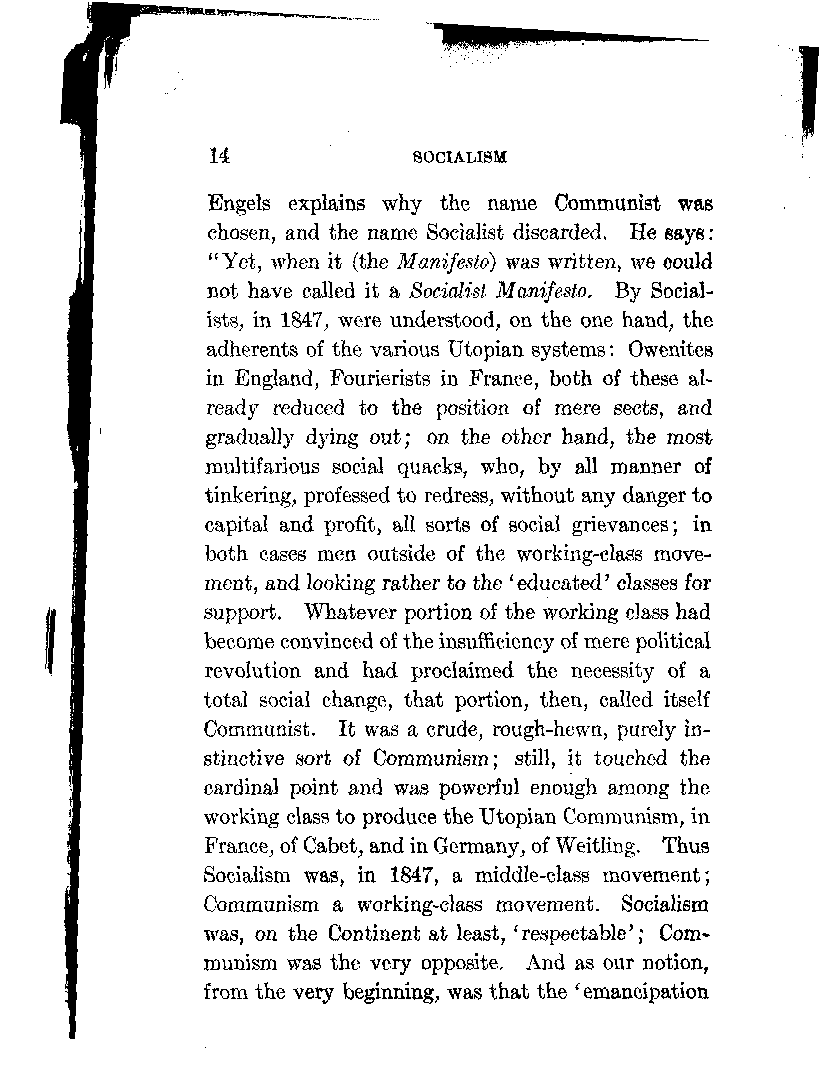 14 SOCIALISM
Engels explains why the name Communist was
chosen, and the name Socialist discarded. He says:
"Yet, when it (the Manifesto) was written, we could
not have called it a Socialist Manifesto. By Social-
ists, in 1847, were understood, on the one hand, the
adherents of the various Utopian systems: Owenites
in England, Fourierists in France, both of these al-
ready reduced to the position of mere sects, and
gradually dying out; on the other hand, the most
multifarious social quacks, who, by all manner of
tinkering, professed to redress, without any danger to
capital and profit, all sorts of social grievances; in
both cases men outside of the working-class move-
ment, and looking rather to the 'educated' classes for
support. Whatever portion of the working class had
become convinced of the insufficiency of mere political
revolution and had proclaimed the necessity of a
total social change, that portion, then, called itself
Communist. It was a crude, rough-hewn, purely in-
stinctive sort of Communism; still, it touched the
cardinal point and was powerful enough among the
working class to produce the Utopian Communism, in
France, of Cabet, and in Germany, of Weitling. Thus
Socialism was, in 1847, a middle-class movement;
Communism a working-class movement. Socialism
was, on the Continent at least, 'respectable'; Com-
munism was the very opposite. And as our notion,
from the very beginning, was that the 'emancipation